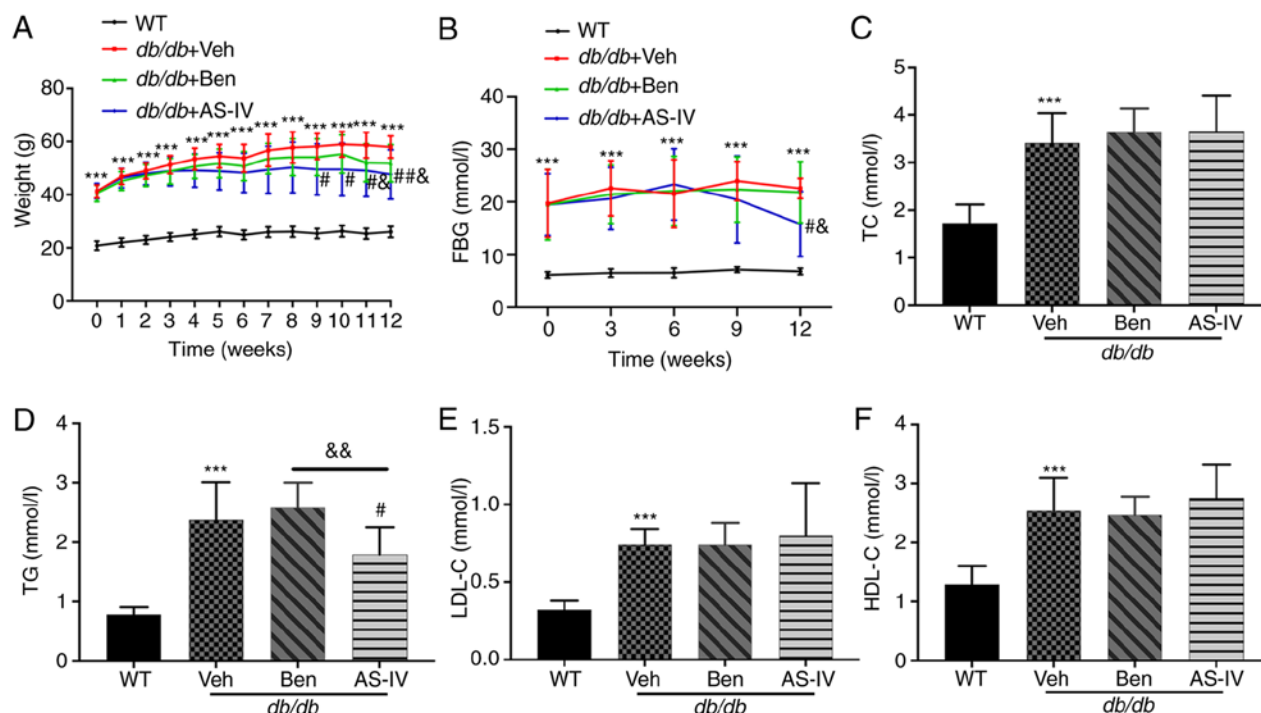 A
WT
db/db+Veh
db/db+Ben
db/db+AS-IV
Weight (g)
80
60
40
20
0
*** *** *** *** *** *** *** *** *** *** *** *** ***
# # #& ##&
0 1 2 3 4 5 6 7 8 9 10 11 12
Time (weeks)
B
WT
db/db+Veh
db/db+Ben
db/db+AS-IV
FBG (mmol/l)
40
30
20
10
0
*** *** *** *** ***
#&
0 3 6 9 12
Time (weeks)
C
TC (mmol/l)
5
4
3
2
1
0
***
WT Veh Ben AS-IV
db/db
D
TG (mmol/l)
4
3
2
1
0
***
&&
#
WT Veh Ben AS-IV
db/db
E
LDL-C (mmol/l)
1.5
1.0
0.5
0.0
***
WT Veh Ben AS-IV
db/db
F
HDL-C (mmol/l)
4
3
2
1
0
***
WT Veh Ben AS-IV
db/db